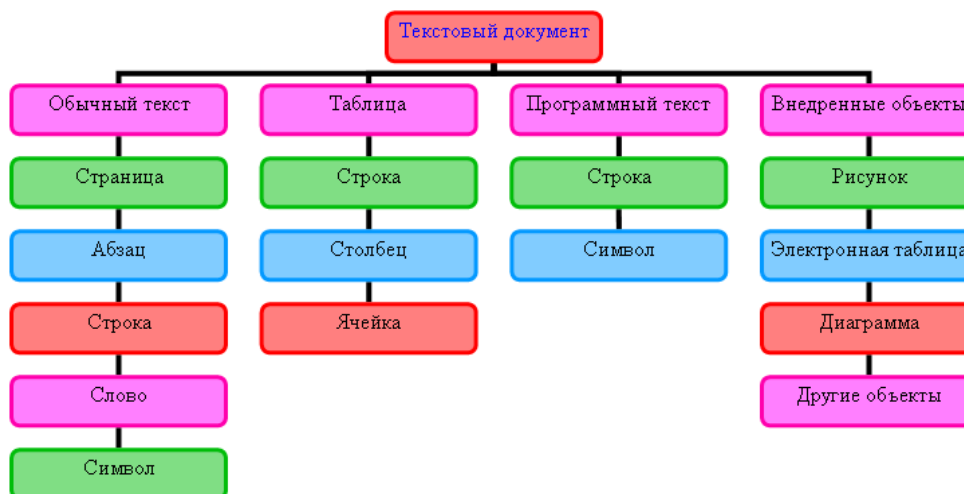 Текстовый документ
Обычный текст
Таблица
Программный текст
Внедренные объекты
Страница
Строка
Строка
Рисунок
Абзац
Столбец
Символ
Электронная таблица
Строка
Ячейка
Диаграмма
Слово
Другие объекты
Символ